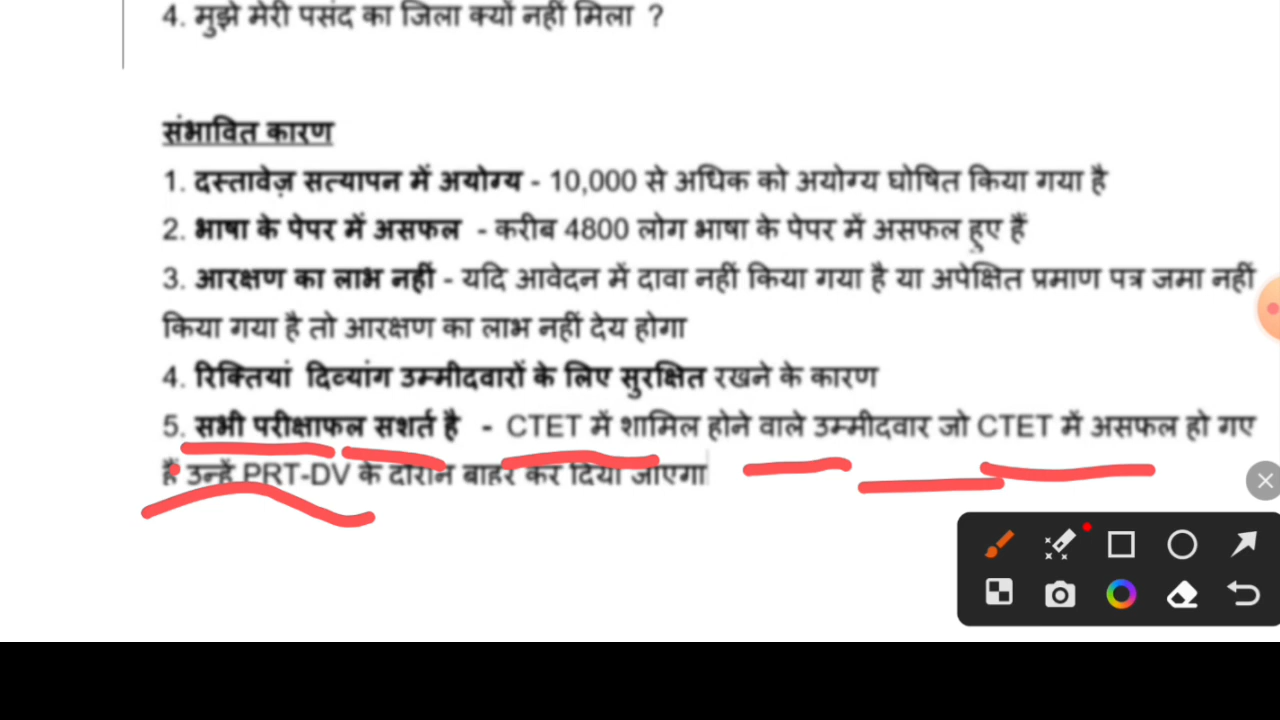 4. मुझे मेरी पसंद का जिला क्यों नहीं मिला ?
संभावित कारण
1. दस्तावेज़ सत्यापन में अयोग्य - 10,000 से अधिक को अयोग्य घोषित किया गया है
2. भाषा के पेपर में असफल - करीब 4800 लोग भाषा के पेपर में असफल हुए हैं
3. आरक्षण का लाभ नहीं - यदि आवेदन में दावा नहीं किया गया है या अपेक्षित प्रमाण पत्र जमा नहीं
किया गया है तो आरक्षण का लाभ नहीं देय होगा
4. रिक्तियां दिव्यांग उम्मीदवारों के लिए सुरक्षित रखने के कारण
5. सभी परीक्षाफल सशर्त है - CTET में शामिल होने वाले उम्मीदवार जो CTET में असफल हो गए
हैं उन्हें PRT-DV के दौरान बाहर कर दिया जाएगा